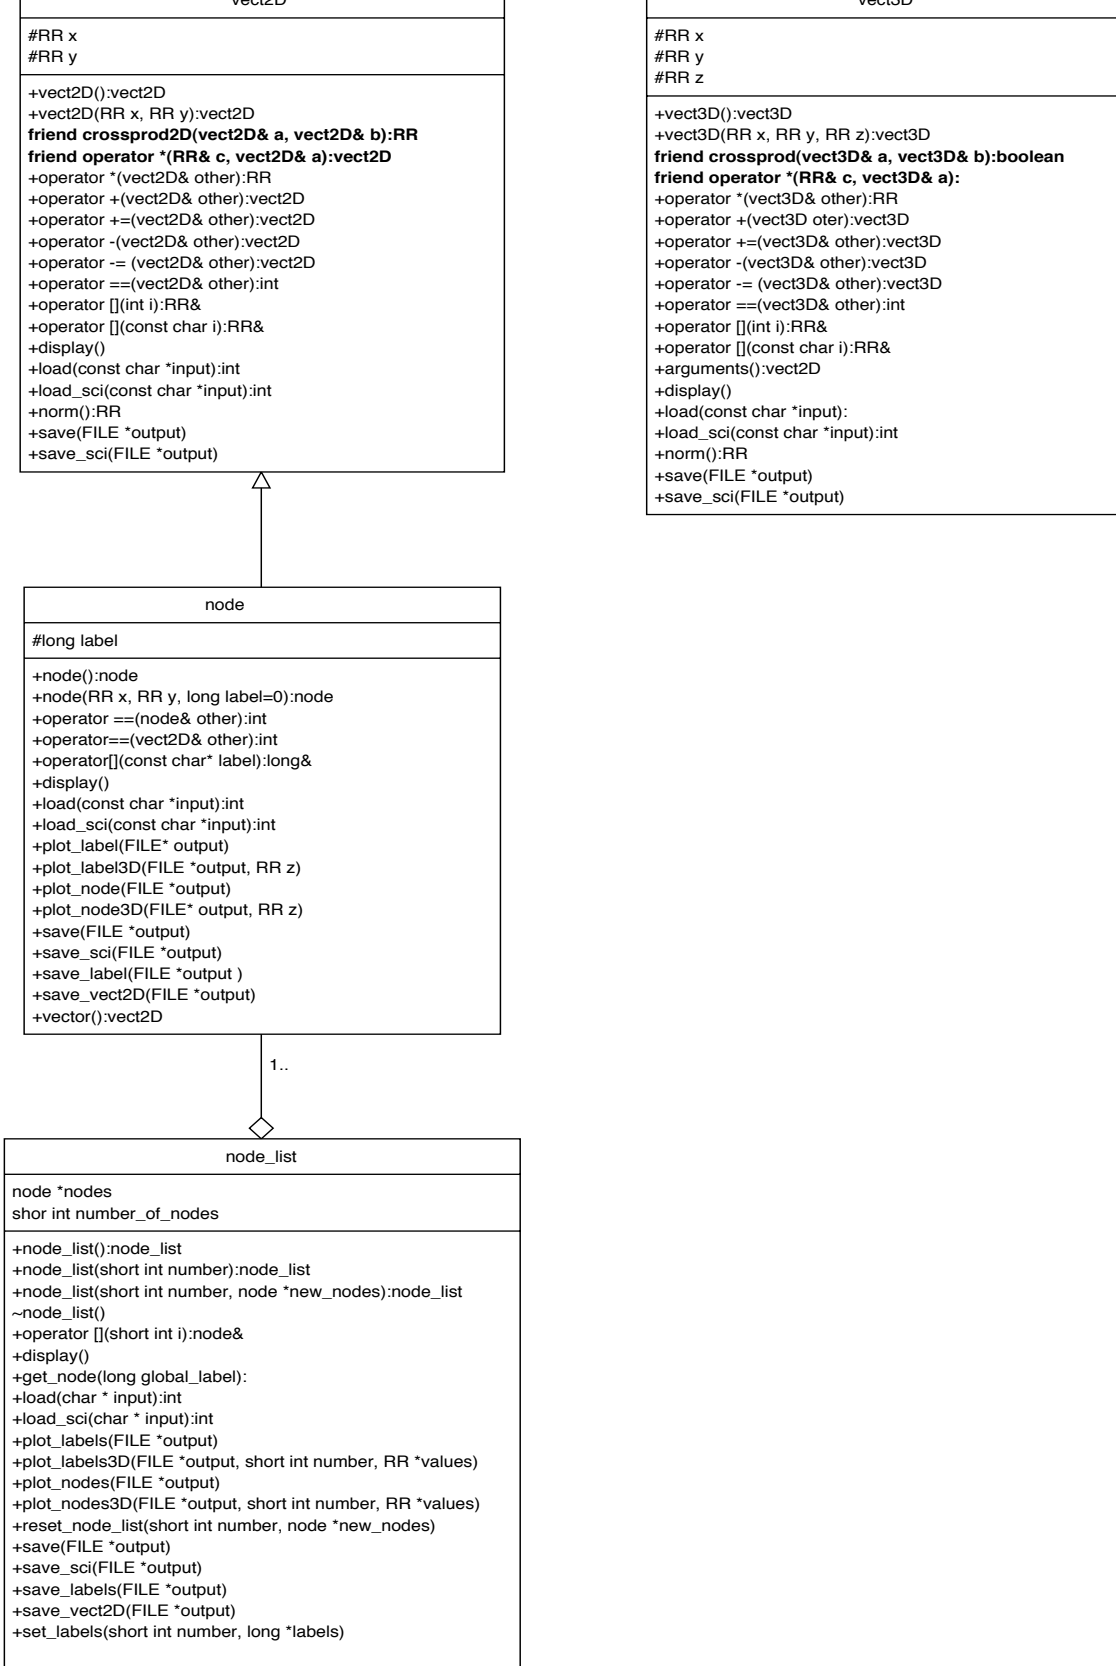 vect2D
#RR x
#RR y
+vect2D():vect2D
+vect2D(RR x, RR y):vect2D
friend crossprod2D(vect2D& a, vect2D& b):RR
friend operator *(RR& c, vect2D& a):vect2D
+operator *(vect2D& other):RR
+operator +(vect2D& other):vect2D
+operator +=(vect2D& other):vect2D
+operator -(vect2D& other):vect2D
+operator -= (vect2D& other):vect2D
+operator ==(vect2D& other):int
+operator [](int i):RR&
+operator [](const char i):RR&
+display()
+load(const char *input):int
+load_sci(const char *input):int
+norm():RR
+save(FILE *output)
+save_sci(FILE *output)
vect3D
#RR x
#RR y
#RR z
+vect3D():vect3D
+vect3D(RR x, RR y, RR z):vect3D
friend crossprod(vect3D& a, vect3D& b):boolean
friend operator *(RR& c, vect3D& a):
+operator *(vect3D& other):RR
+operator +(vect3D oter):vect3D
+operator +=(vect3D& other):vect3D
+operator -(vect3D& other):vect3D
+operator -= (vect3D& other):vect3D
+operator ==(vect3D& other):int
+operator [](int i):RR&
+operator [](const char i):RR&
+arguments():vect2D
+display()
+load(const char *input):
+load_sci(const char *input):int
+norm():RR
+save(FILE *output)
+save_sci(FILE *output)
node
#long label
+node():node
+node(RR x, RR y, long label=0):node
+operator ==(node& other):int
+operator==(vect2D& other):int
+operator[](const char* label):long&
+display()
+load(const char *input):int
+load_sci(const char *input):int
+plot_label(FILE* output)
+plot_label3D(FILE *output, RR z)
+plot_node(FILE *output)
+plot_node3D(FILE* output, RR z)
+save(FILE *output)
+save_sci(FILE *output)
+save_label(FILE *output )
+save_vect2D(FILE *output)
+vector():vect2D
1..
node_list
node *nodes
shor int number_of_nodes
+node_list():node_list
+node_list(short int number):node_list
+node_list(short int number, node *new_nodes):node_list
~node_list()
+operator [](short int i):node&
+display()
+get_node(long global_label):
+load(char * input):int
+load_sci(char * input):int
+plot_labels(FILE *output)
+plot_labels3D(FILE *output, short int number, RR *values)
+plot_nodes(FILE *output)
+plot_nodes3D(FILE *output, short int number, RR *values)
+reset_node_list(short int number, node *new_nodes)
+save(FILE *output)
+save_sci(FILE *output)
+save_labels(FILE *output)
+save_vect2D(FILE *output)
+set_labels(short int number, long *labels)